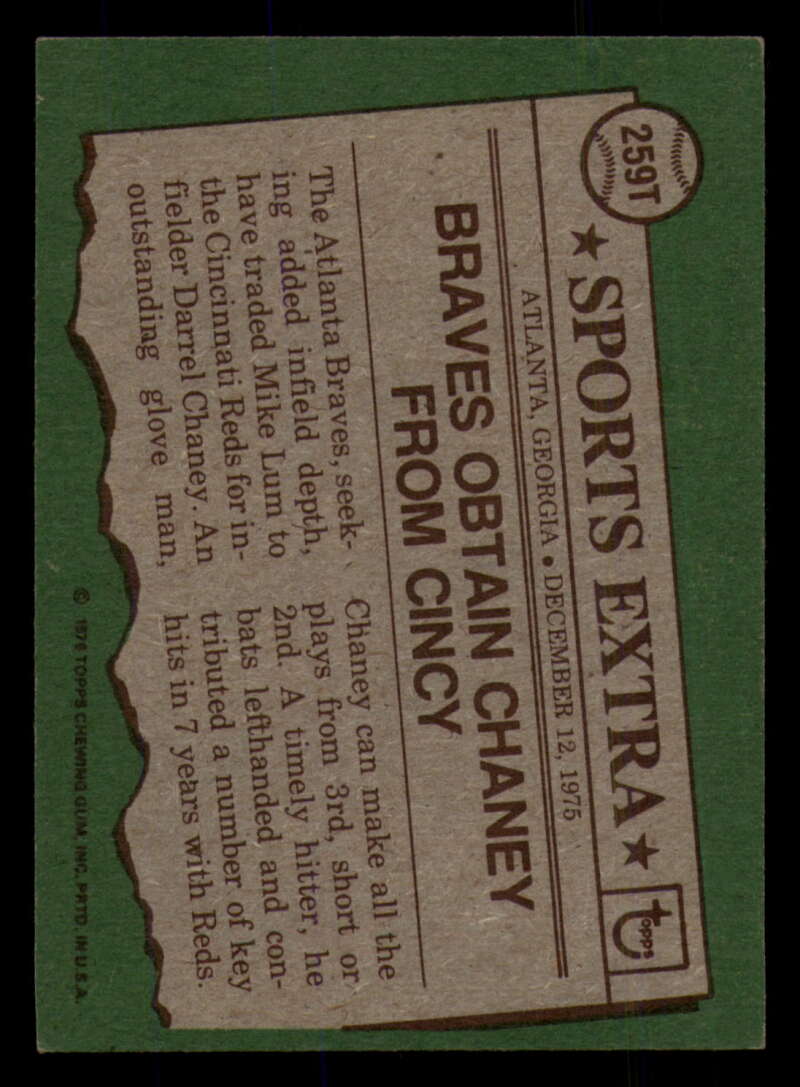 259T
★ SPORTS EXTRA ★
topps
ATLANTA, GEORGIA • DECEMBER 12, 1975
BRAVES OBTAIN CHANEY
FROM CINCY
The Atlanta Braves, seek-
ing added infield depth,
have traded Mike Lum to
the Cincinnati Reds for in-
fielder Darrel Chaney. An
outstanding glove man,
Chaney can make all the
plays from 3rd, short or
2nd. A timely hitter, he
bats lefthanded and con-
tributed a number of key
hits in 7 years with Reds.
© 1976 TOPPS CHEWING GUM, INC. PRTD. IN U.S.A.